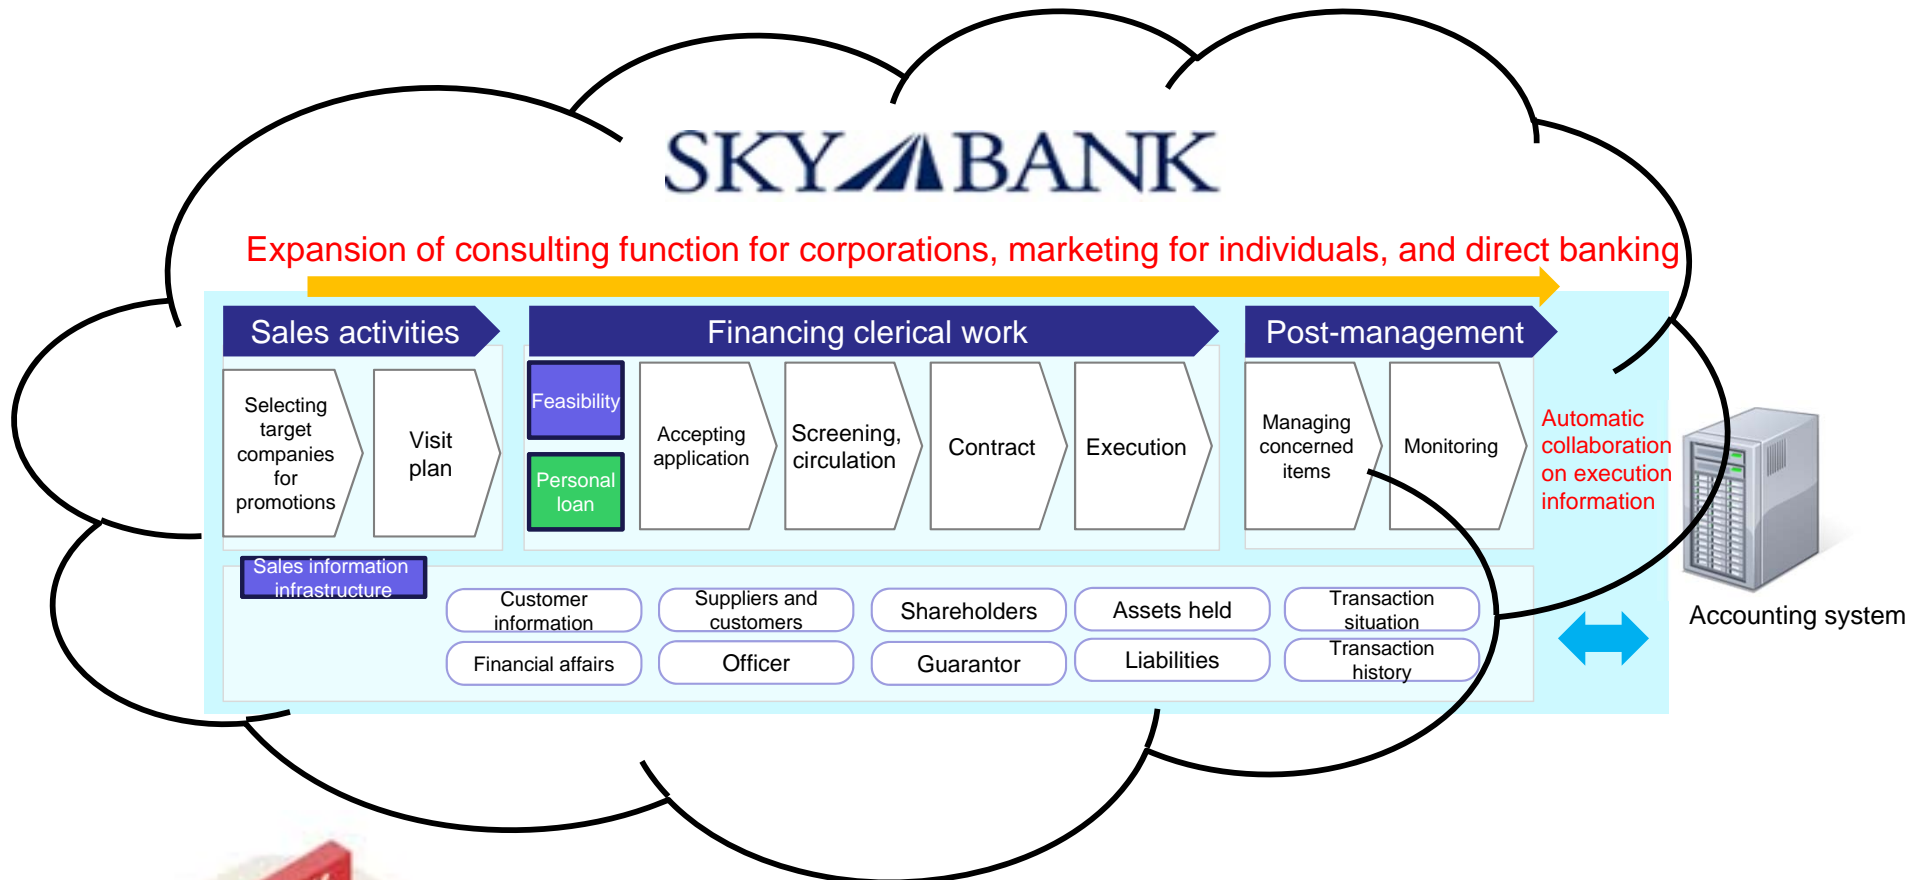 SKY BANK
Expansion of consulting function for corporations, marketing for individuals, and direct banking
Sales activities
Financing clerical work
Post-management
Selecting
target
companies
for
promotions
Visit
plan
Feasibility
Personal
loan
Accepting
application
Screening,
circulation
Contract
Execution
Managing
concerned
items
Monitoring
Automatic
collaboration
on execution
information
Sales information
infrastructure
Customer
information
Suppliers and
customers
Shareholders
Assets held
Transaction
situation
Financial affairs
Officer
Guarantor
Liabilities
Transaction
history
Accounting system